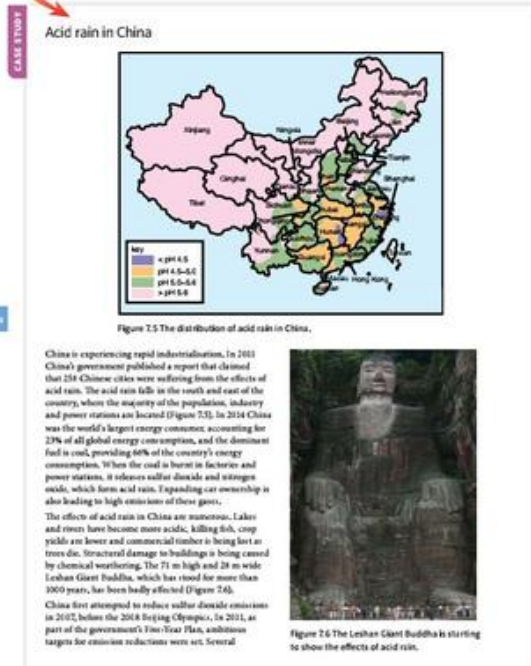 CASE STUDY
Acid rain in China
Xinjiang
Qinghai
Tibet
Ningxia
Beijing
Tianjin
Shanghai
Yunnan
Hong Kong
key
< pH 4.5
> pH 5.6
Figure 7.5 The distribution of acid rain in China.
China is experiencing rapid industrialisation. In 2011
China's government published a report that claimed
that 258 Chinese cities were suffering from the effects of
acid rain. The acid rain falls in the south and east of the
country, where the majority of the population, industry
and power stations are located (Figure 7.5). In 2014 China
was the world's largest energy consumer, accounting for
23% of all global energy consumption, and the dominant
fuel is coal, providing 66% of the country's energy
consumption. When the coal is burnt in factories and
power stations, it releases sulfur dioxide and nitrogen
oxide, which form acid rain. Expanding car ownership is
also leading to high emissions of these gases.
The effects of acid rain in China are numerous. Lakes
and rivers have become more acidic, killing fish, crop
yields are lower and commercial timber is being lost as
trees die. Structural damage to buildings is being caused
by chemical weathering. The 71 m high and 28 m wide
Leshan Giant Buddha, which has stood for more than
1000 years, has been badly affected (Figure 7.6).
China first attempted to reduce sulfur dioxide emissions
in 2007, before the 2008 Beijing Olympics. In 2011, as
part of the government's Five-Year Plan, ambitious
targets for emission reductions were set. Several
Figure 7.6 The Leshan Giant Buddha is starting
to show the effects of acid rain.